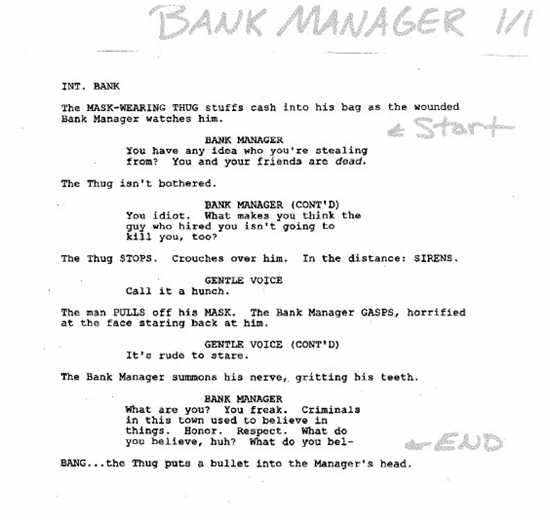 BANK MANAGER 1/1
INT. BANK
The MASK-WEARING THUG stuffs cash into his bag as the wounded
Bank Manager watches him.
← Start
BANK MANAGER
You have any idea who you're stealing
from? You and your friends are dead.
The Thug isn't bothered.
BANK MANAGER (CONT'D)
You idiot. What makes you think the
guy who hired you isn't going to
kill you, too?
The Thug STOPS. Crouches over him. In the distance: SIRENS.
GENTLE VOICE
Call it a hunch.
The man PULLS off his MASK. The Bank Manager GASPS, horrified
at the face staring back at him.
GENTLE VOICE (CONT'D)
It's rude to stare.
The Bank Manager summons his nerve, gritting his teeth.
BANK MANAGER
What are you? You freak. Criminals
in this town used to believe in
things. Honor. Respect. What do
you believe, huh? What do you bel-
← END
BANG...the Thug puts a bullet into the Manager's head.